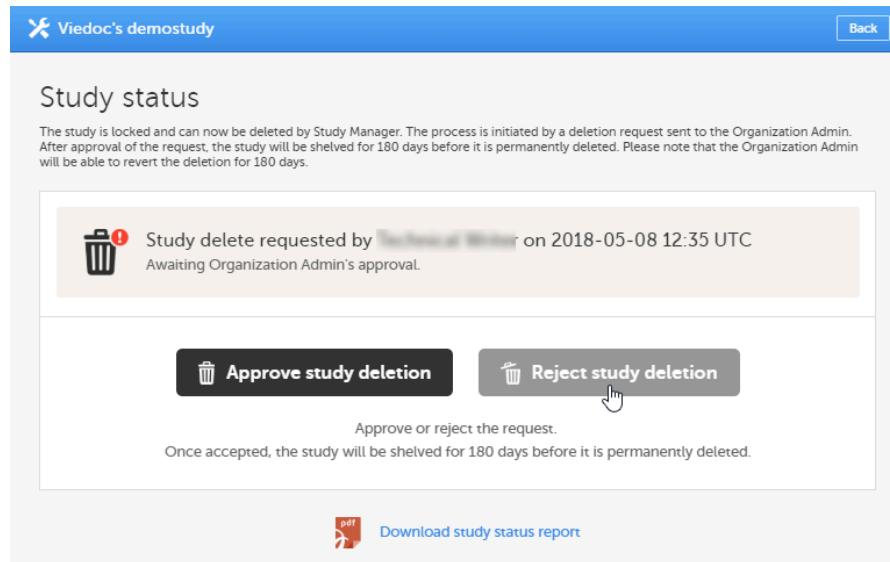 Viedoc's demostudy
Back
Study status
The study is locked and can now be deleted by Study Manager. The process is initiated by a deletion request sent to the Organization Admin.
After approval of the request, the study will be shelved for 180 days before it is permanently deleted. Please note that the Organization Admin
will be able to revert the deletion for 180 days.
Study delete requested by on 2018-05-08 12:35 UTC
Awaiting Organization Admin's approval.
Approve study deletion
Reject study deletion
Approve or reject the request.
Once accepted, the study will be shelved for 180 days before it is permanently deleted.
pdf
Download study status report